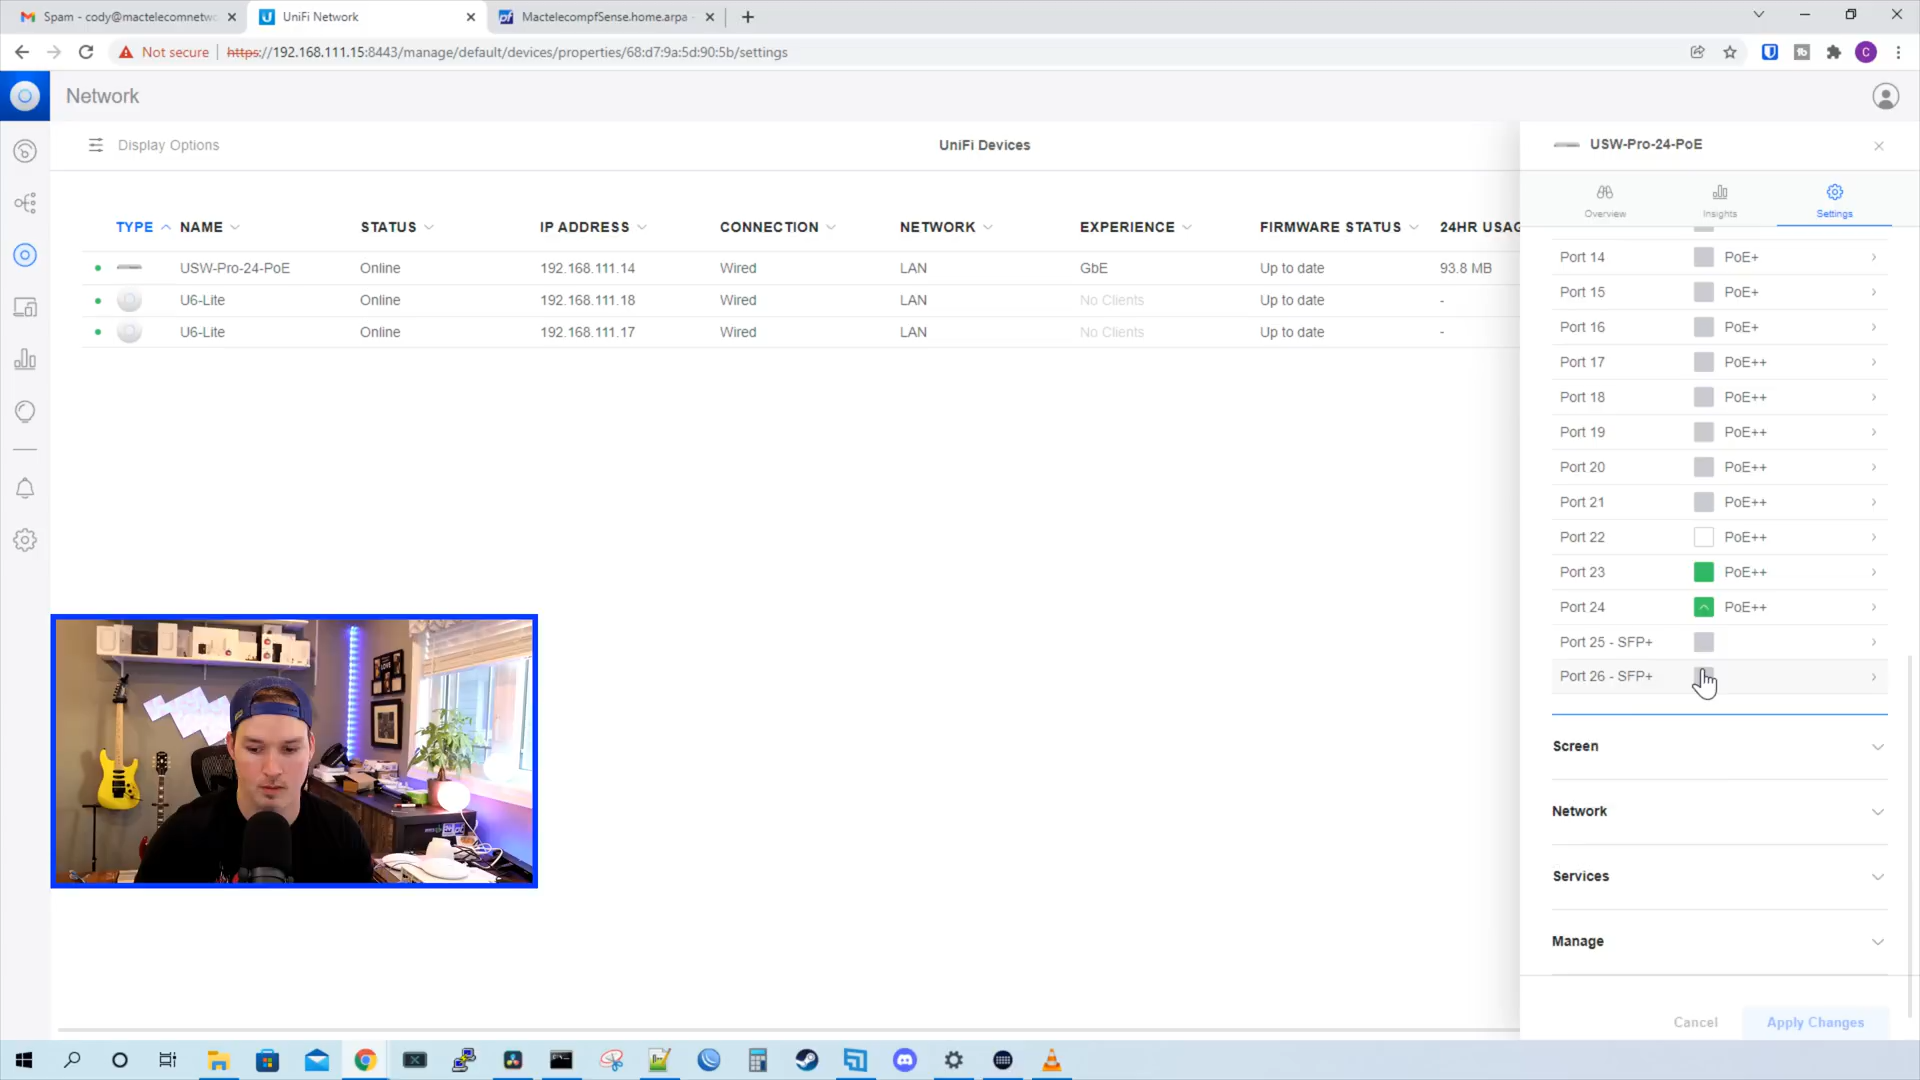 Spam - cody@mactelecomnetwo
UniFi Network
MactelecompfSense.home.arpa -
Not secure
https://192.168.111.15:8443/manage/default/devices/properties/68:d7:9a:5d:90:5b/settings
C
Network
Display Options
UniFi Devices
TYPE NAME STATUS IP ADDRESS CONNECTION NETWORK EXPERIENCE FIRMWARE STATUS 24HR USAG
USW-Pro-24-PoE Online 192.168.111.14 Wired LAN GbE Up to date 93.8 MB
U6-Lite Online 192.168.111.18 Wired LAN No Clients Up to date -
U6-Lite Online 192.168.111.17 Wired LAN No Clients Up to date -
USW-Pro-24-PoE
Overview Insights Settings
Port 14 PoE+
Port 15 PoE+
Port 16 PoE+
Port 17 PoE++
Port 18 PoE++
Port 19 PoE++
Port 20 PoE++
Port 21 PoE++
Port 22 PoE++
Port 23 PoE++
Port 24 PoE++
Port 25 - SFP+
Port 26 - SFP+
Screen
Network
Services
Manage
Cancel
Apply Changes